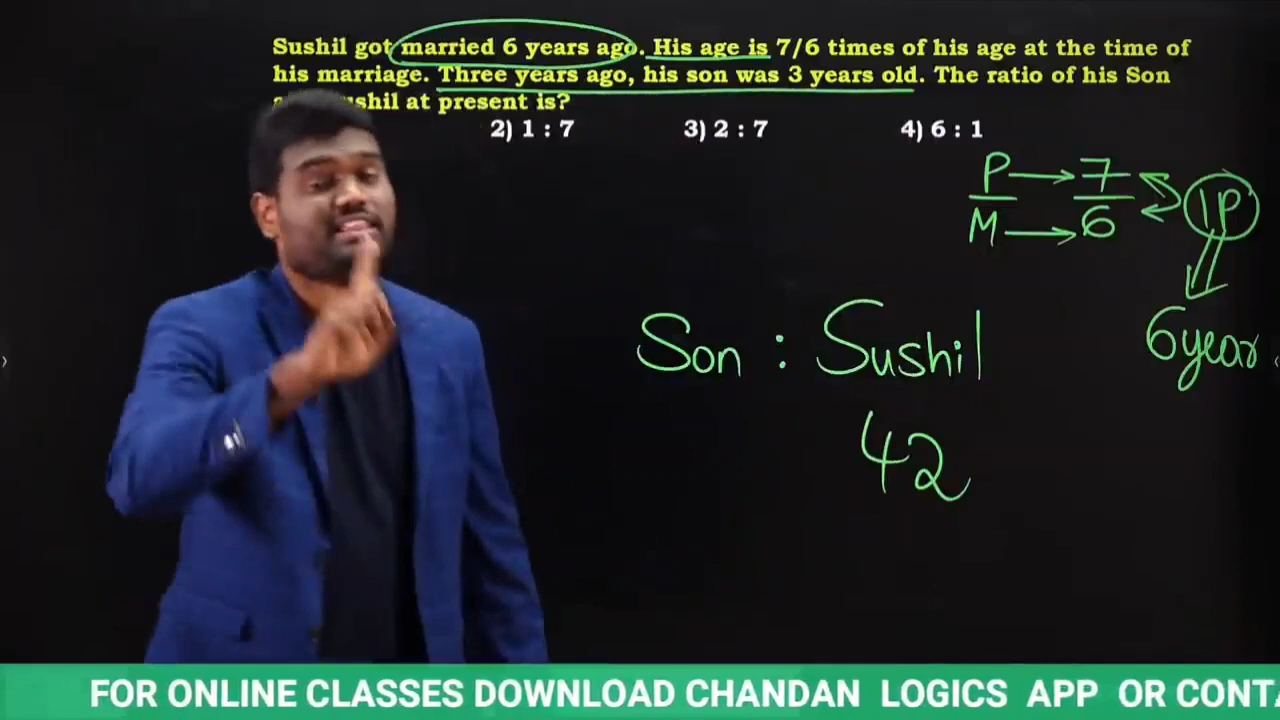 Sushil got married 6 years ago. His age is 7/6 times of his age at the time of
his marriage. Three years ago, his son was 3 years old. The ratio of his Son
at present is?
2) 1 : 7 3) 2 : 7 4) 6 : 1
P 7
M 6
1P
6year
Son : Sushil
42
FOR ONLINE CLASSES DOWNLOAD CHANDAN LOGICS APP OR